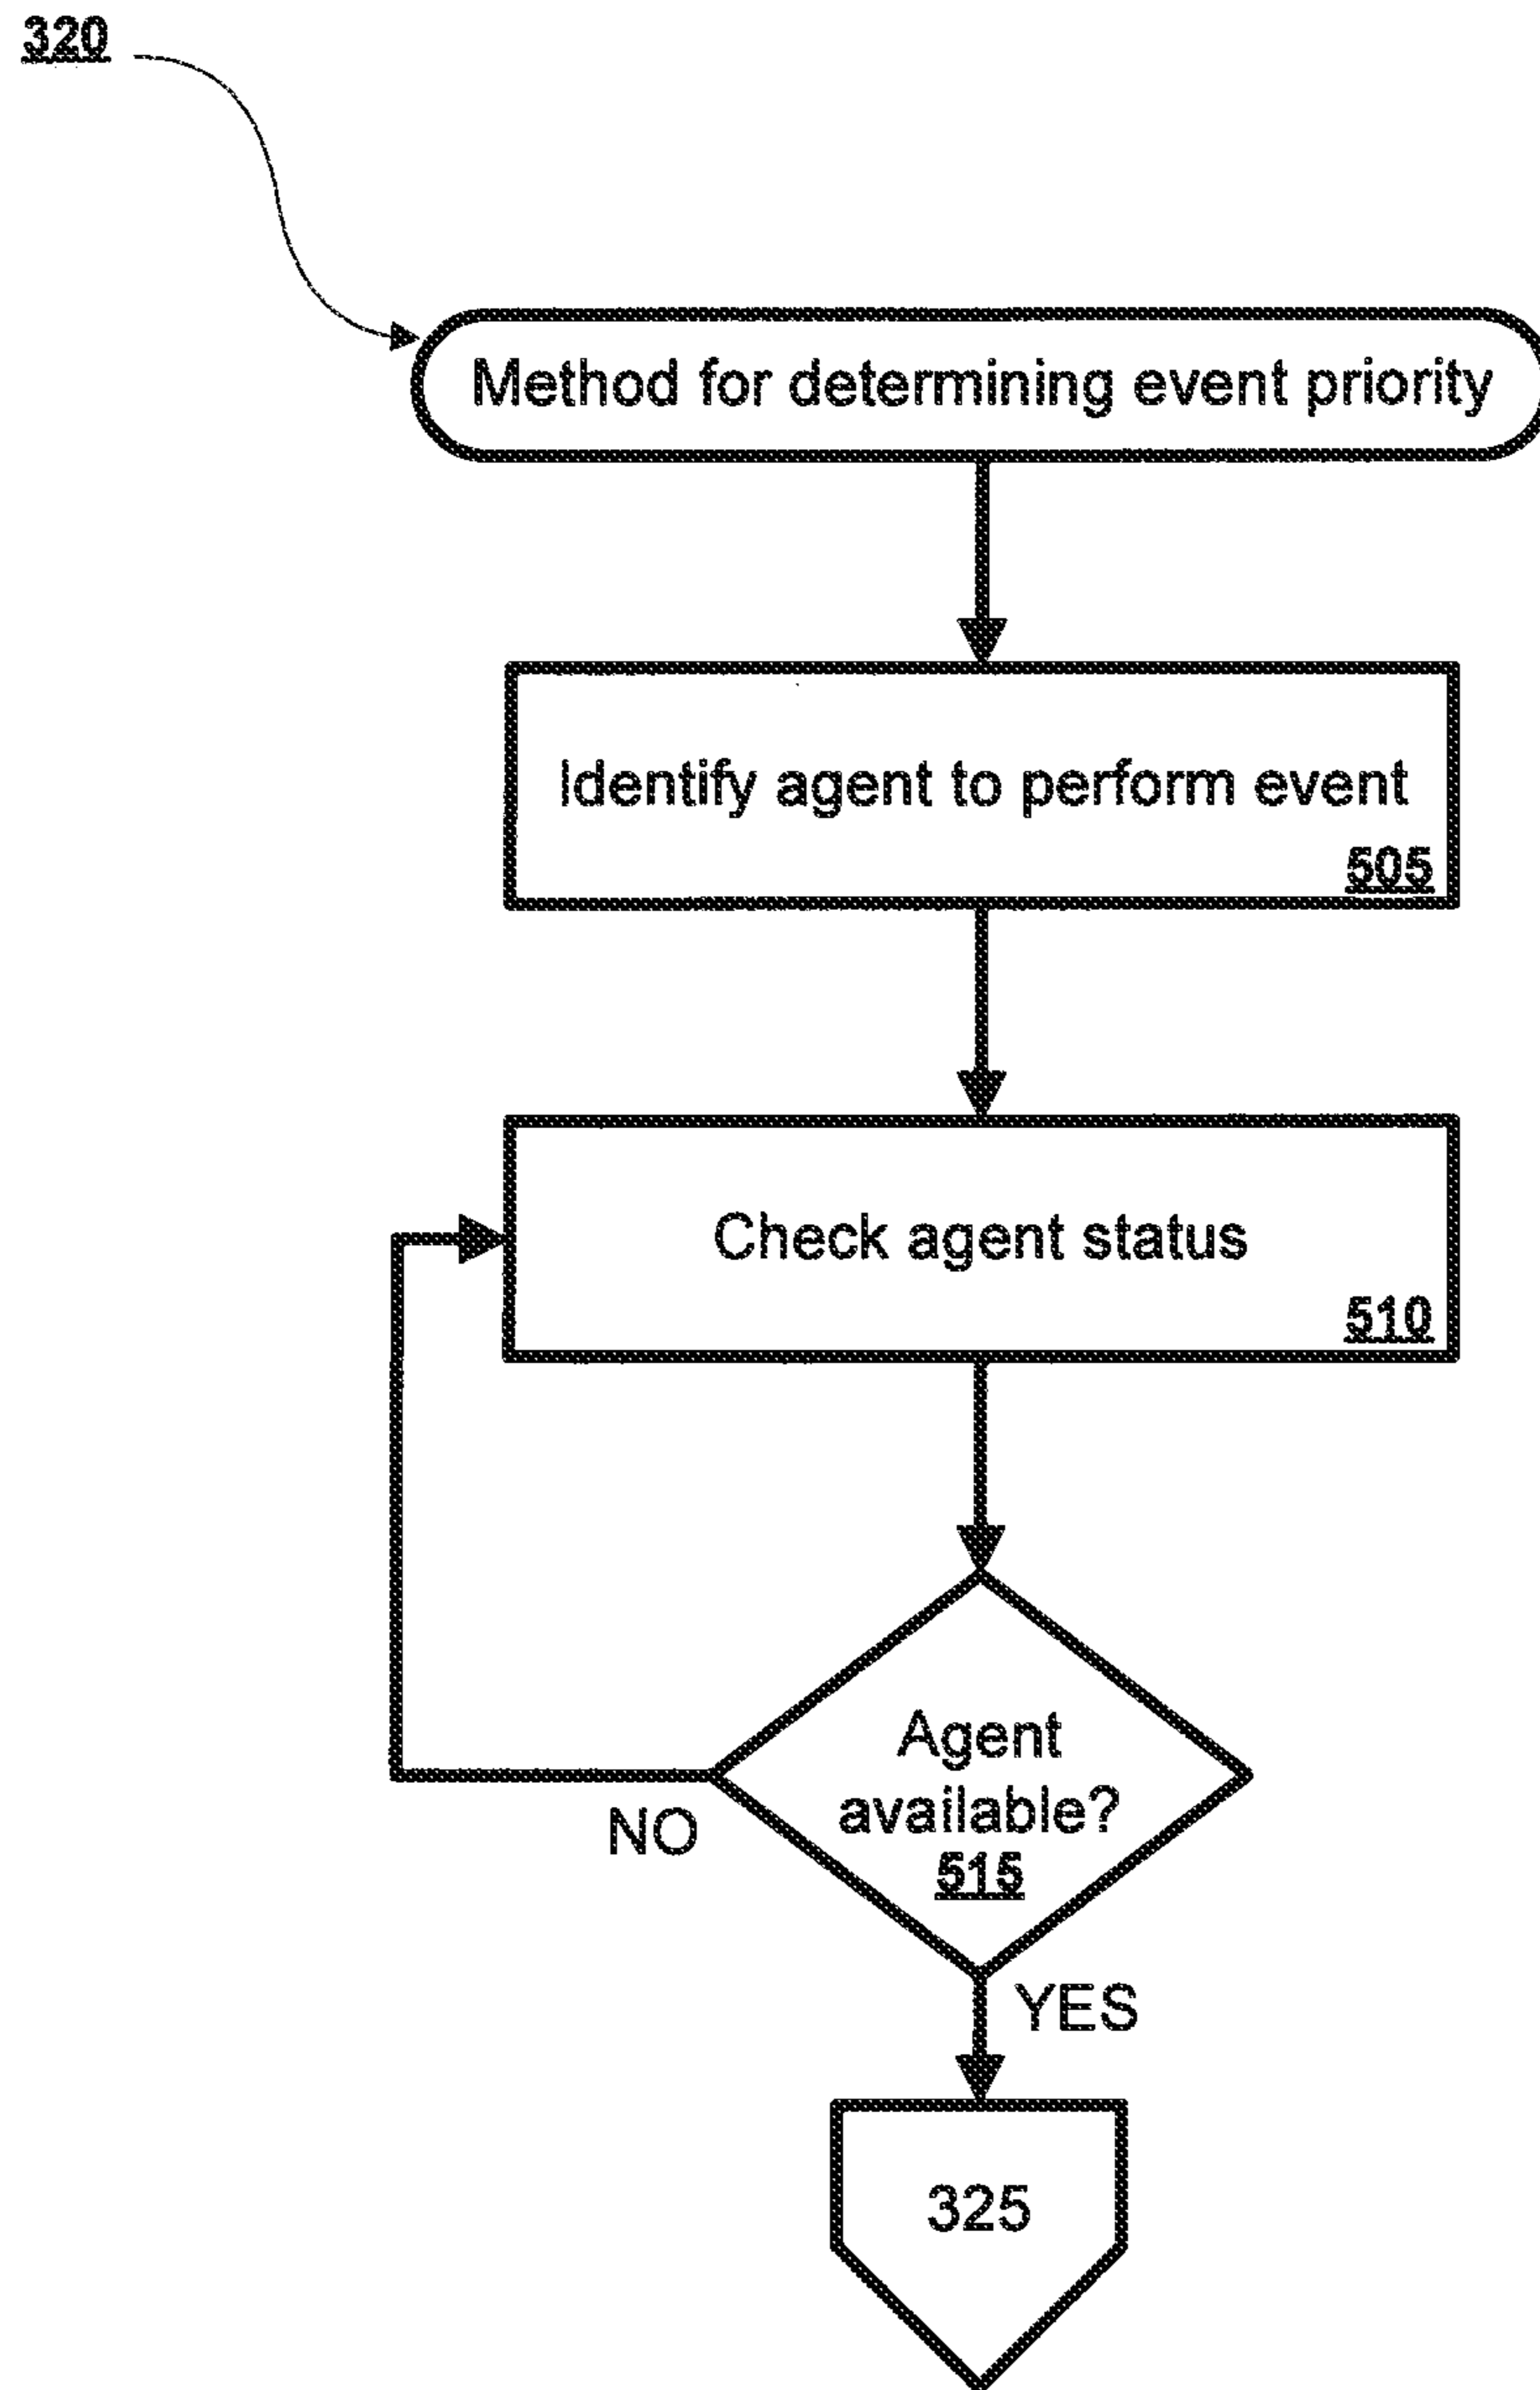 320
Method for determining event priority
Identify agent to perform event
505
Check agent status
510
Agent
available?
515
NO
YES
325